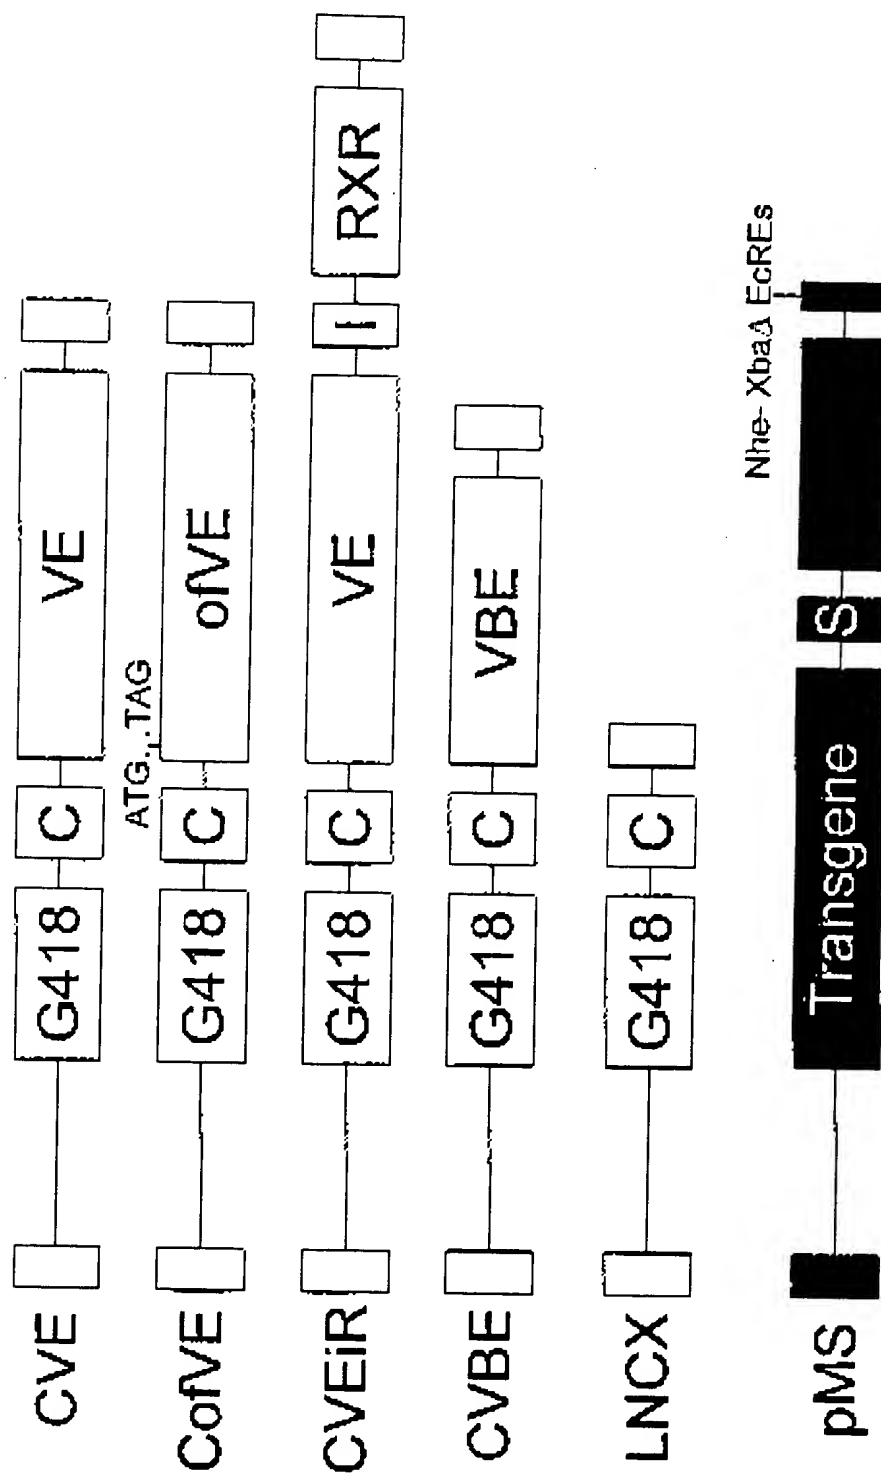 CVE G418 C VE
ATG...TAG
CofVE G418 C ofVE
CVEiR G418 C VE I RXR
CVBE G418 C VBE
LNCX G418 C
Nhe-Xba∆ EcREs
pMS Transgene S